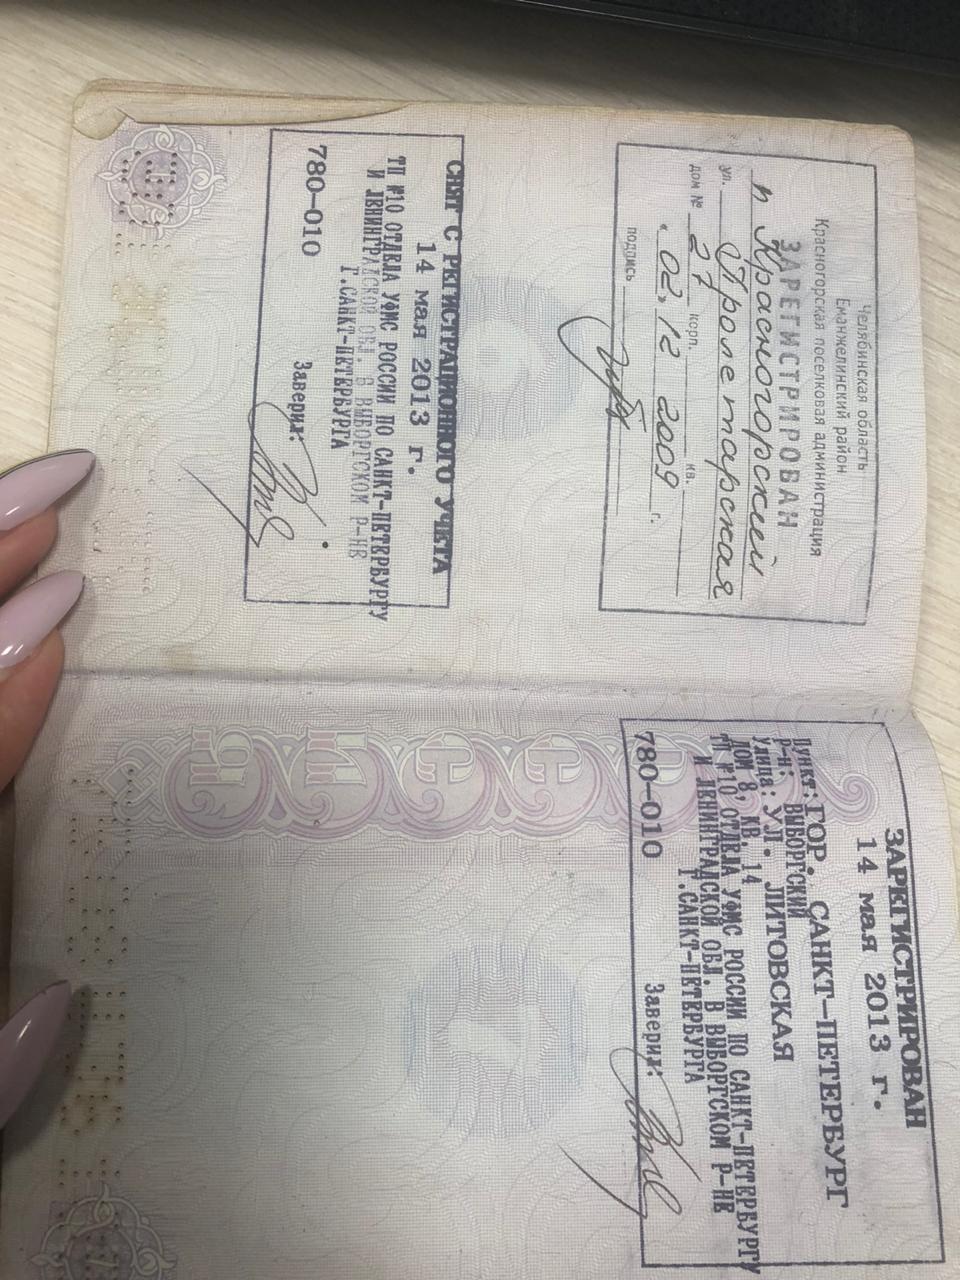 Челябинская область
Еманжелинский район
Красногорская поселковая администрация
ЗАРЕГИСТРИРОВАН
п Красногорский
ул. Пролетарская
дом № 27 корп. кв.
02. 12 2009 г.
подпись
СНЯТ С РЕГИСТРАЦИОННОГО УЧЕТА
14 мая 2013 г.
ТП №10 ОТДЕЛА УФМС РОССИИ ПО САНКТ-ПЕТЕРБУРГУ
И ЛЕНИНГРАДСКОЙ ОБЛ. В ВЫБОРГСКОМ Р-НЕ
Г.САНКТ-ПЕТЕРБУРГА
780-010 Заверил:
ЗАРЕГИСТРИРОВАН
14 мая 2013 г.
Пункт: ГОР. САНКТ-ПЕТЕРБУРГ
Р-н: ВЫБОРГСКИЙ
Улица: УЛ. ЛИТОВСКАЯ
ДОМ 8, КВ. 14
ТП №10 ОТДЕЛА УФМС РОССИИ ПО САНКТ-ПЕТЕРБУРГУ
И ЛЕНИНГРАДСКОЙ ОБЛ. В ВЫБОРГСКОМ Р-НЕ
Г.САНКТ-ПЕТЕРБУРГА
780-010 Заверил: